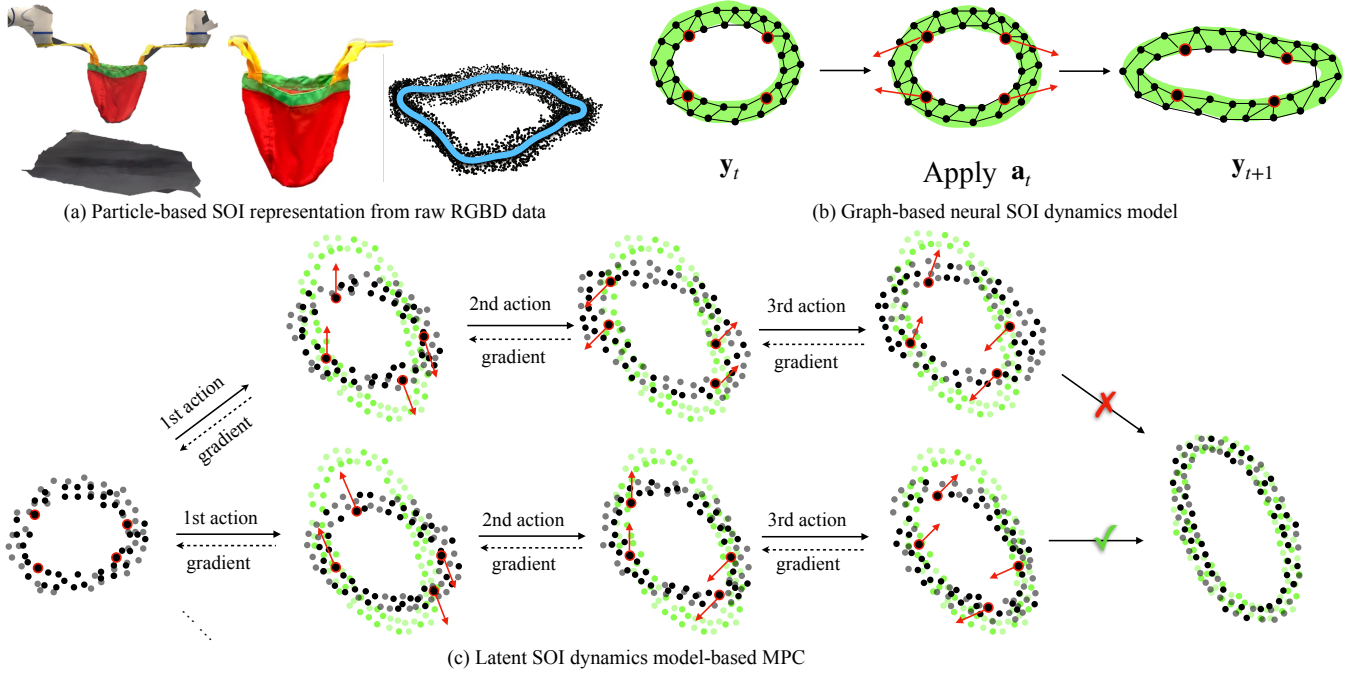 y_t
Apply a_t
y_{t+1}
(a) Particle-based SOI representation from raw RGBD data
(b) Graph-based neural SOI dynamics model
1st action
gradient
2nd action
gradient
3rd action
gradient
1st action
gradient
2nd action
gradient
3rd action
gradient
(c) Latent SOI dynamics model-based MPC